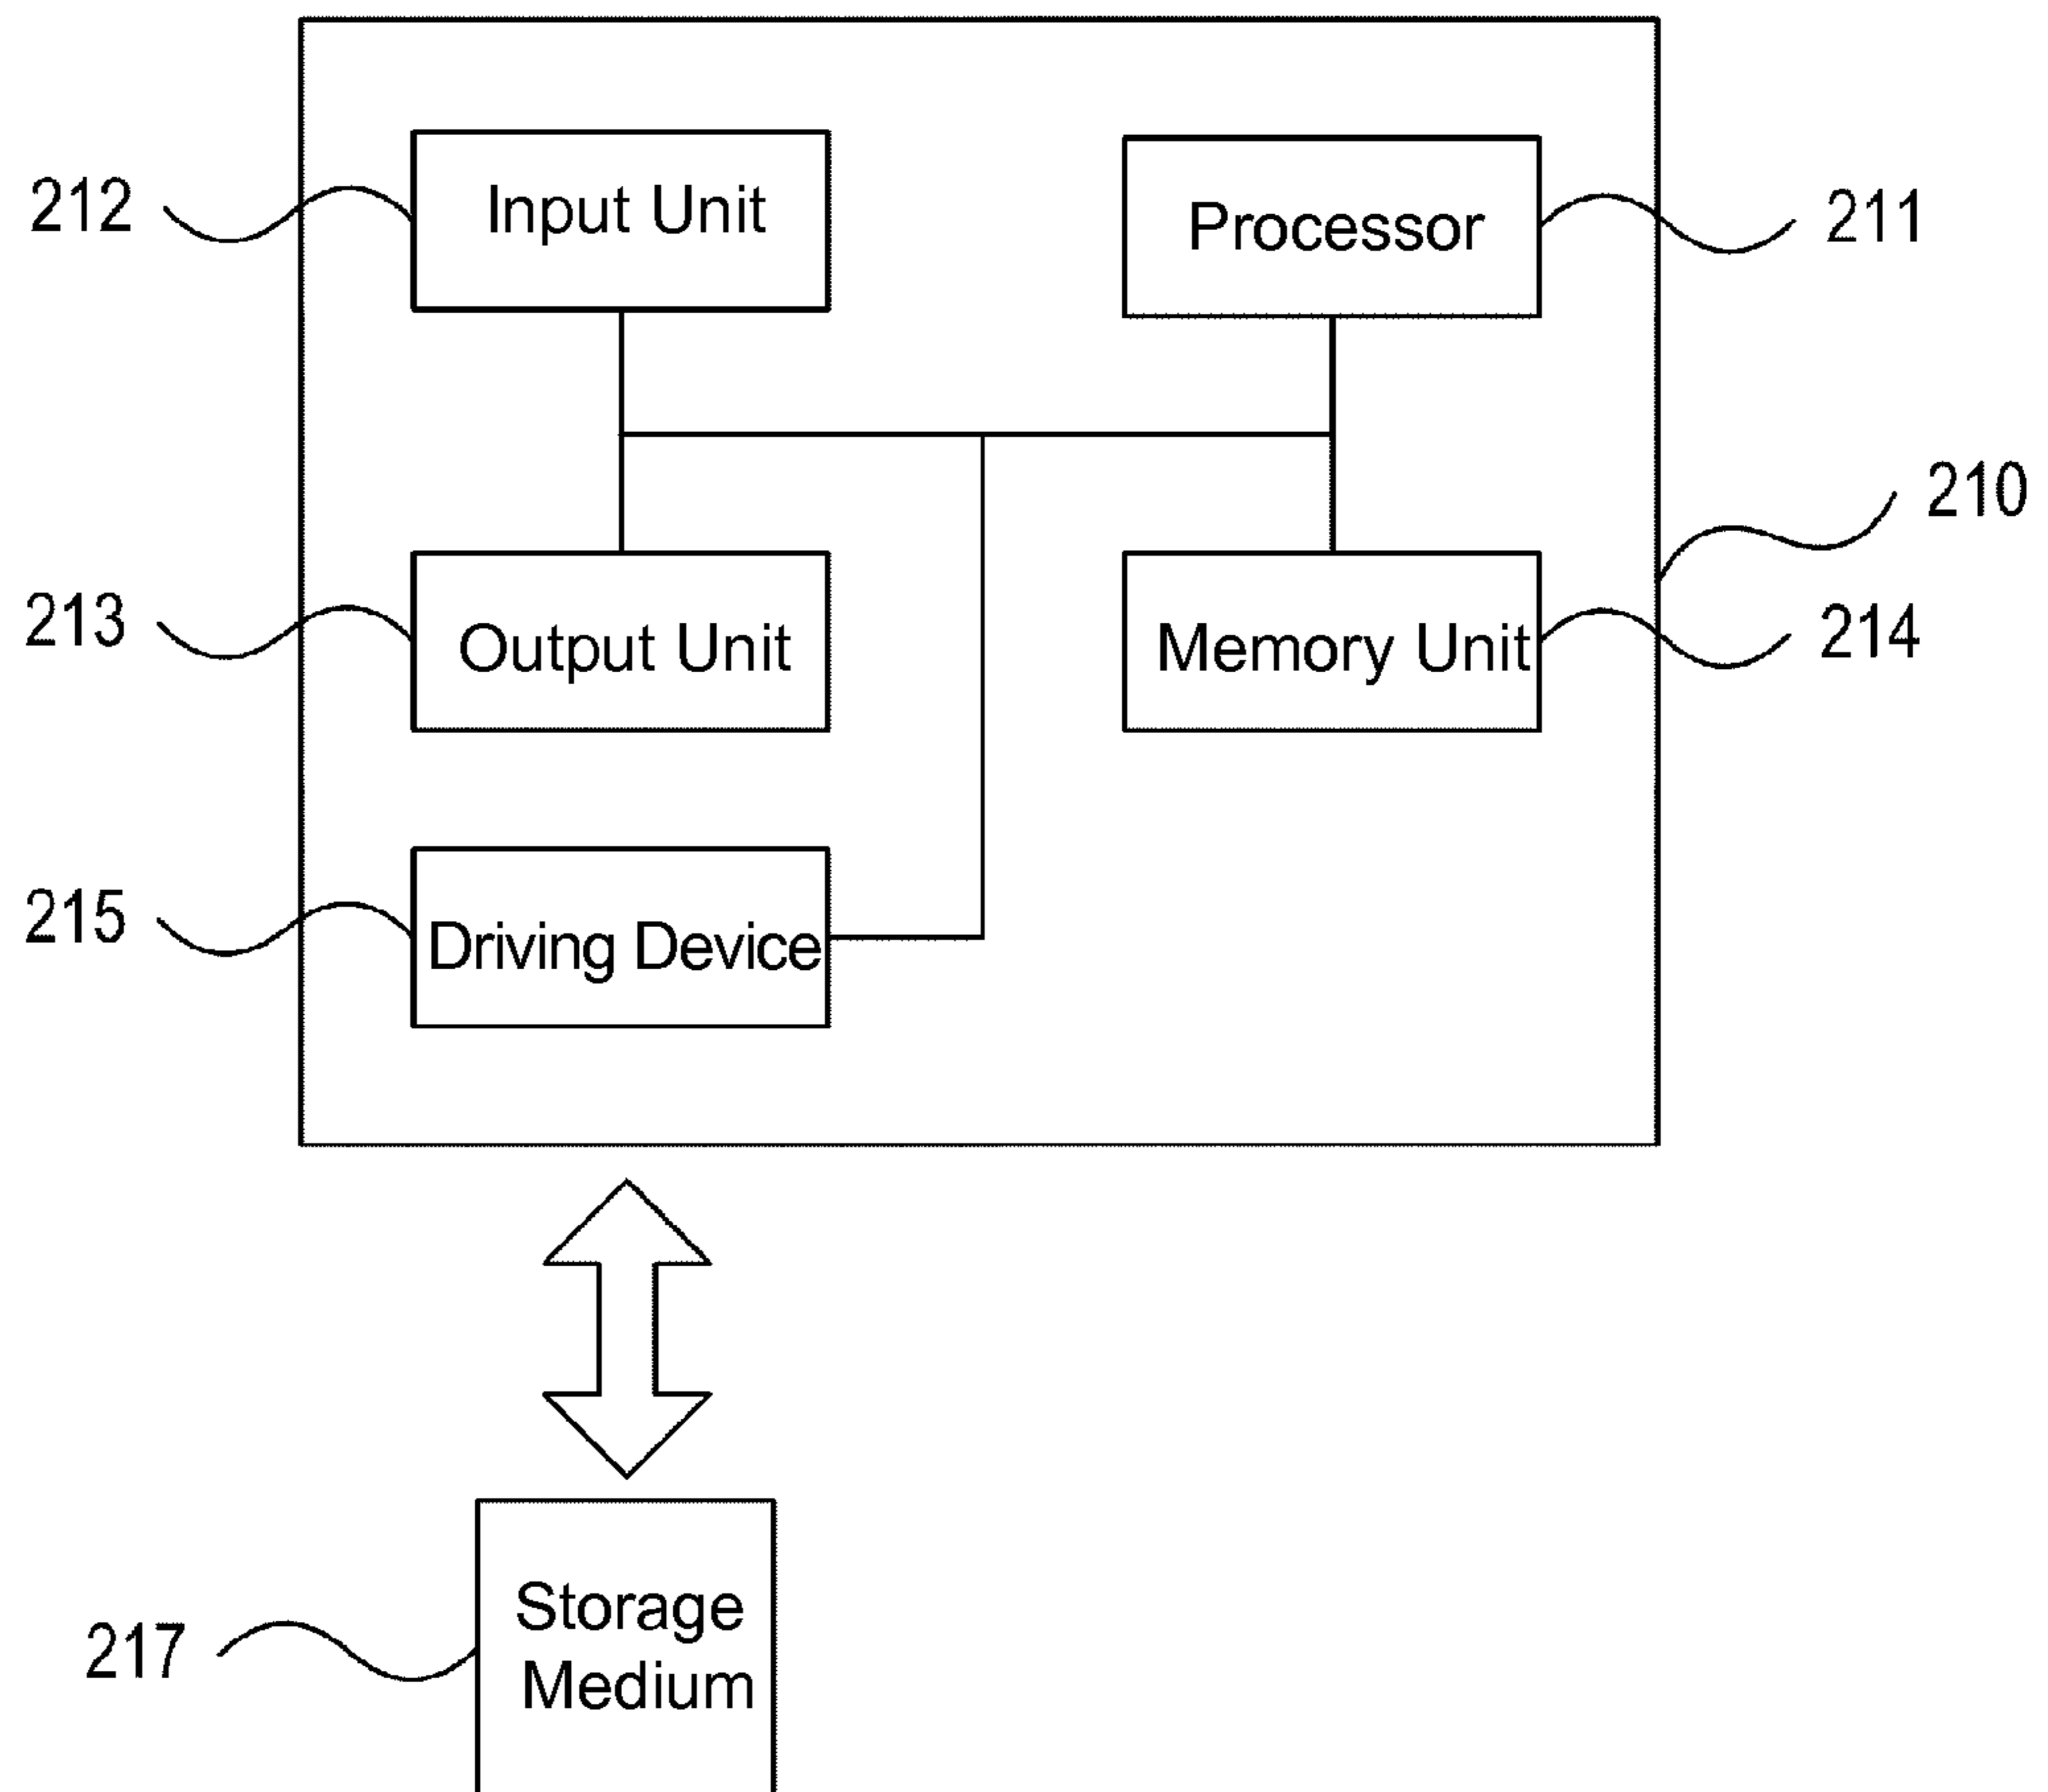 212
Input Unit
Processor
211
210
213
Output Unit
Memory Unit
214
215
Driving Device
217
Storage
Medium